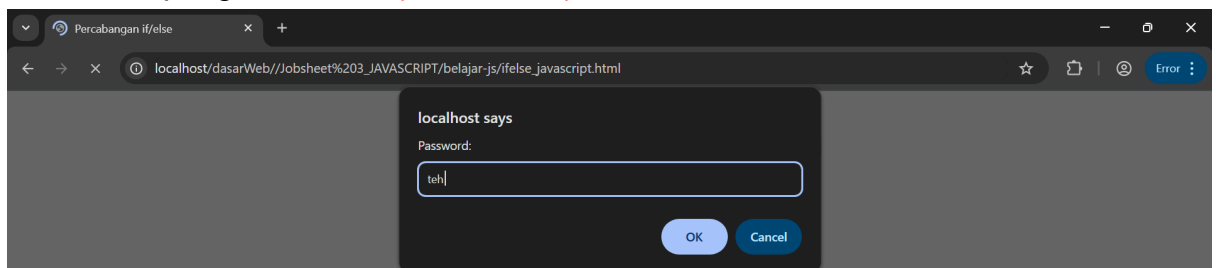 Percabangan if/else
localhost/dasarWeb//Jobsheet%203_JAVASCRIPT/belajar-js/ifelse_javascript.html
Error
localhost says
Password:
teh
OK Cancel